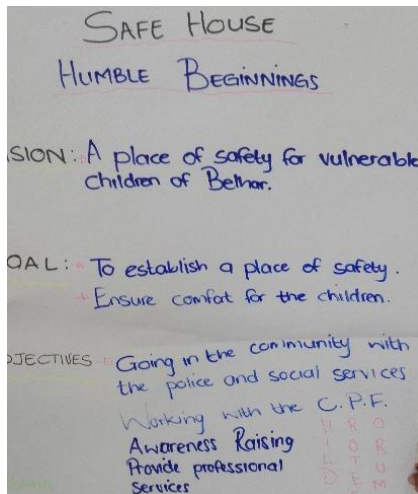 SAFE HOUSE
HUMBLE BEGINNINGS
SION: A place of safety for vulnerable
children of Belhar.
OAL: To establish a place of safety.
Ensure comfat for the children.
JECTIVES Going in the community with
the police and social services
Working with the C.P.F.
Awareness Raising
Provide professional
services